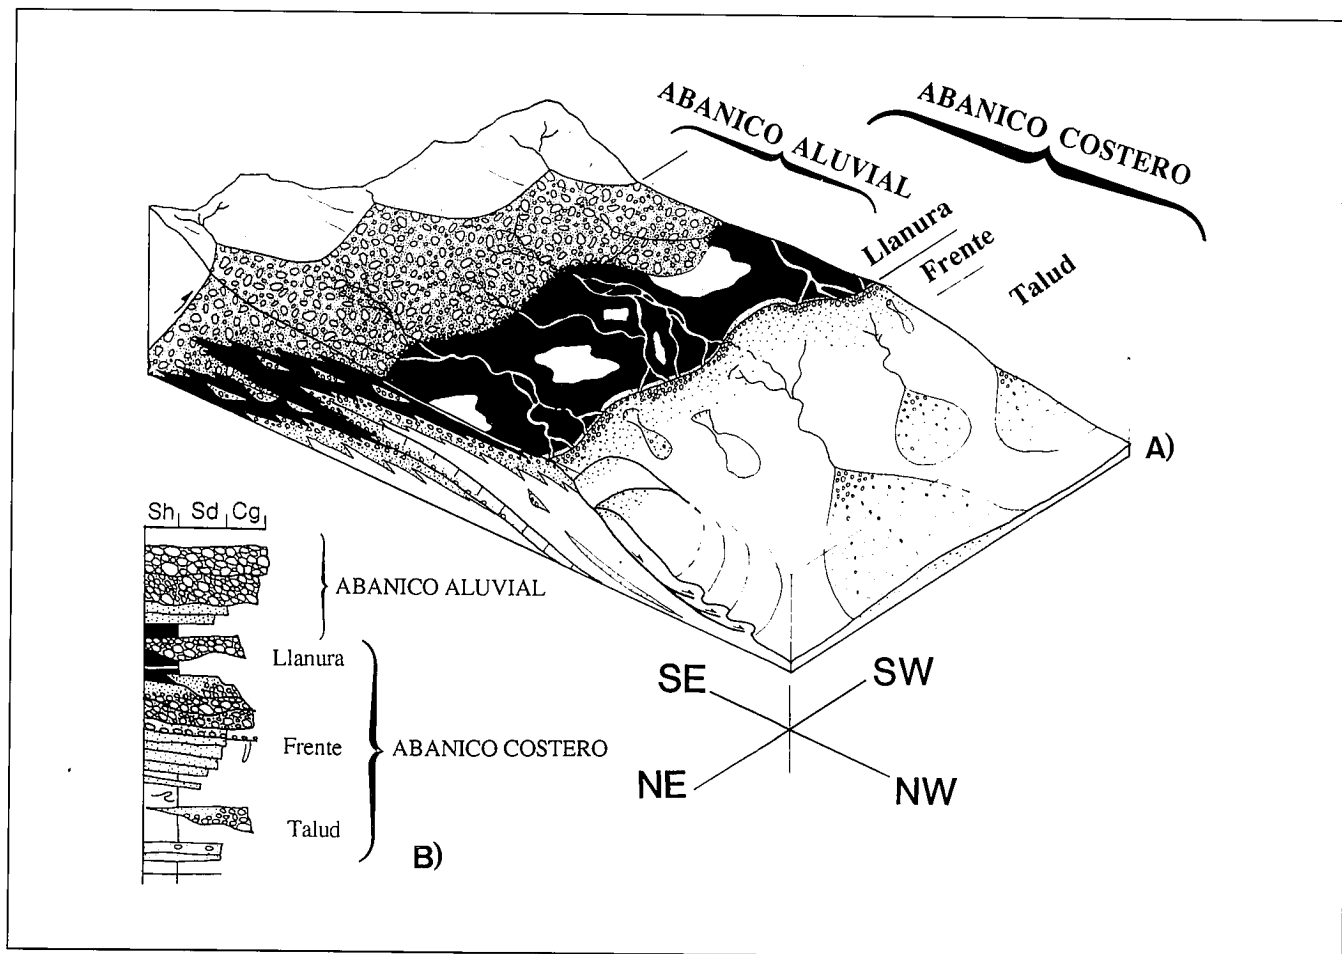 ABANICO ALUVIAL
ABANICO COSTERO
Llanura
Frente
Talud
A)
Sh Sd Cg
ABANICO ALUVIAL
Llanura
Frente
ABANICO COSTERO
Talud
B)
SE
SW
NE
NW